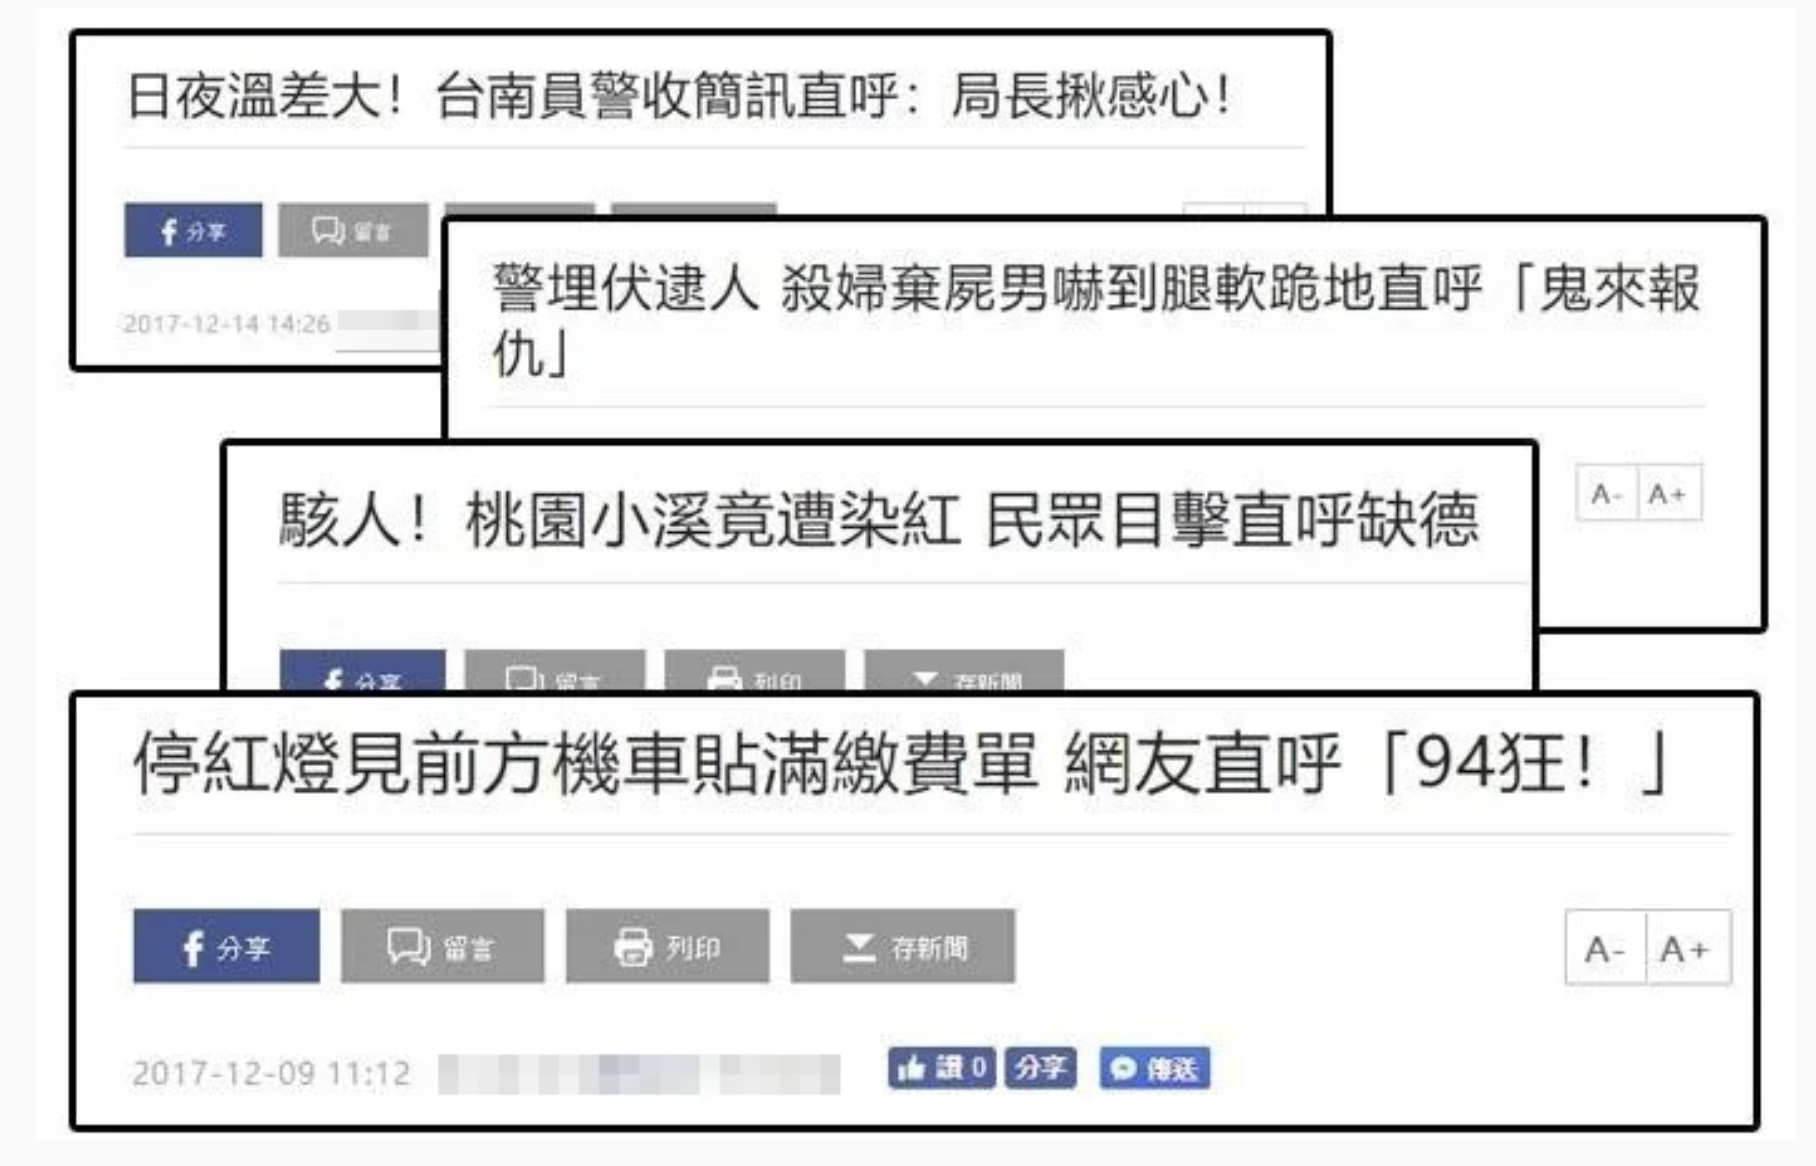 日夜溫差大！台南員警收簡訊直呼：局長揪感心！
分享 留言
2017-12-14 14:26
警埋伏逮人 殺婦棄屍男嚇到腿軟跪地直呼「鬼來報
仇」
A- A+
駭人！桃園小溪竟遭染紅 民眾目擊直呼缺德
分享 留言 列印 存新聞
停紅燈見前方機車貼滿繳費單 網友直呼「94狂！」
分享 留言 列印 存新聞 A- A+
2017-12-09 11:12 讚 0 分享 傳送